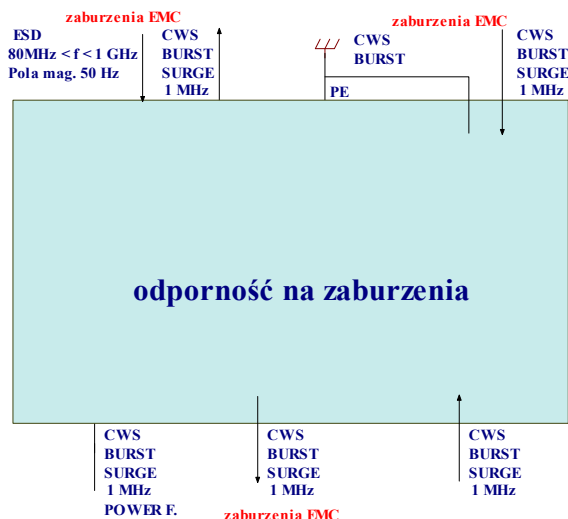 zaburzenia EMC
ESD
80MHz < f < 1 GHz
Pola mag. 50 Hz
CWS
BURST
SURGE
1 MHz
CWS
BURST
PE
zaburzenia EMC
CWS
BURST
SURGE
1 MHz
odporność na zaburzenia
CWS
BURST
SURGE
1 MHz
POWER F.
CWS
BURST
SURGE
1 MHz
zaburzenia EMC
CWS
BURST
SURGE
1 MHz